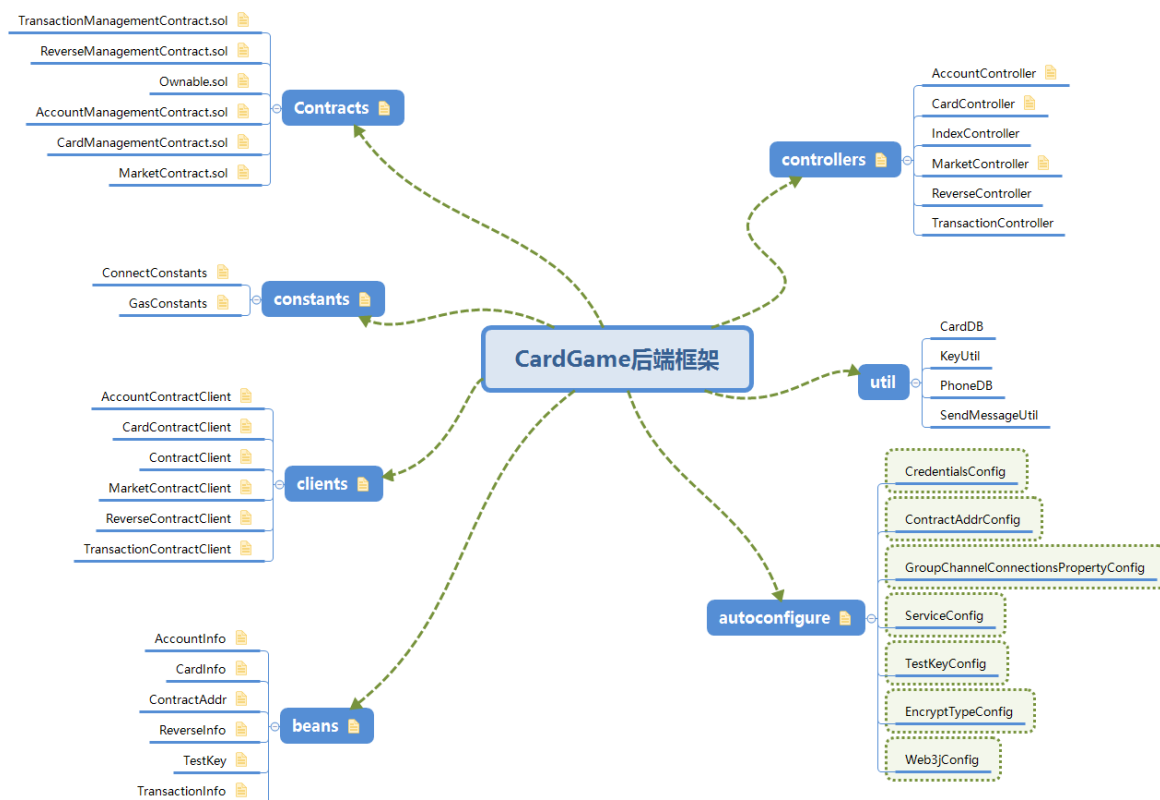 CardGame后端框架
Contracts
TransactionManagementContract.sol
ReverseManagementContract.sol
Ownable.sol
AccountManagementContract.sol
CardManagementContract.sol
MarketContract.sol
constants
ConnectConstants
GasConstants
clients
AccountContractClient
CardContractClient
ContractClient
MarketContractClient
ReverseContractClient
TransactionContractClient
beans
AccountInfo
CardInfo
ContractAddr
ReverseInfo
TestKey
TransactionInfo
controllers
AccountController
CardController
IndexController
MarketController
ReverseController
TransactionController
util
CardDB
KeyUtil
PhoneDB
SendMessageUtil
autoconfigure
CredentialsConfig
ContractAddrConfig
GroupChannelConnectionsPropertyConfig
ServiceConfig
TestKeyConfig
EncryptTypeConfig
Web3jConfig